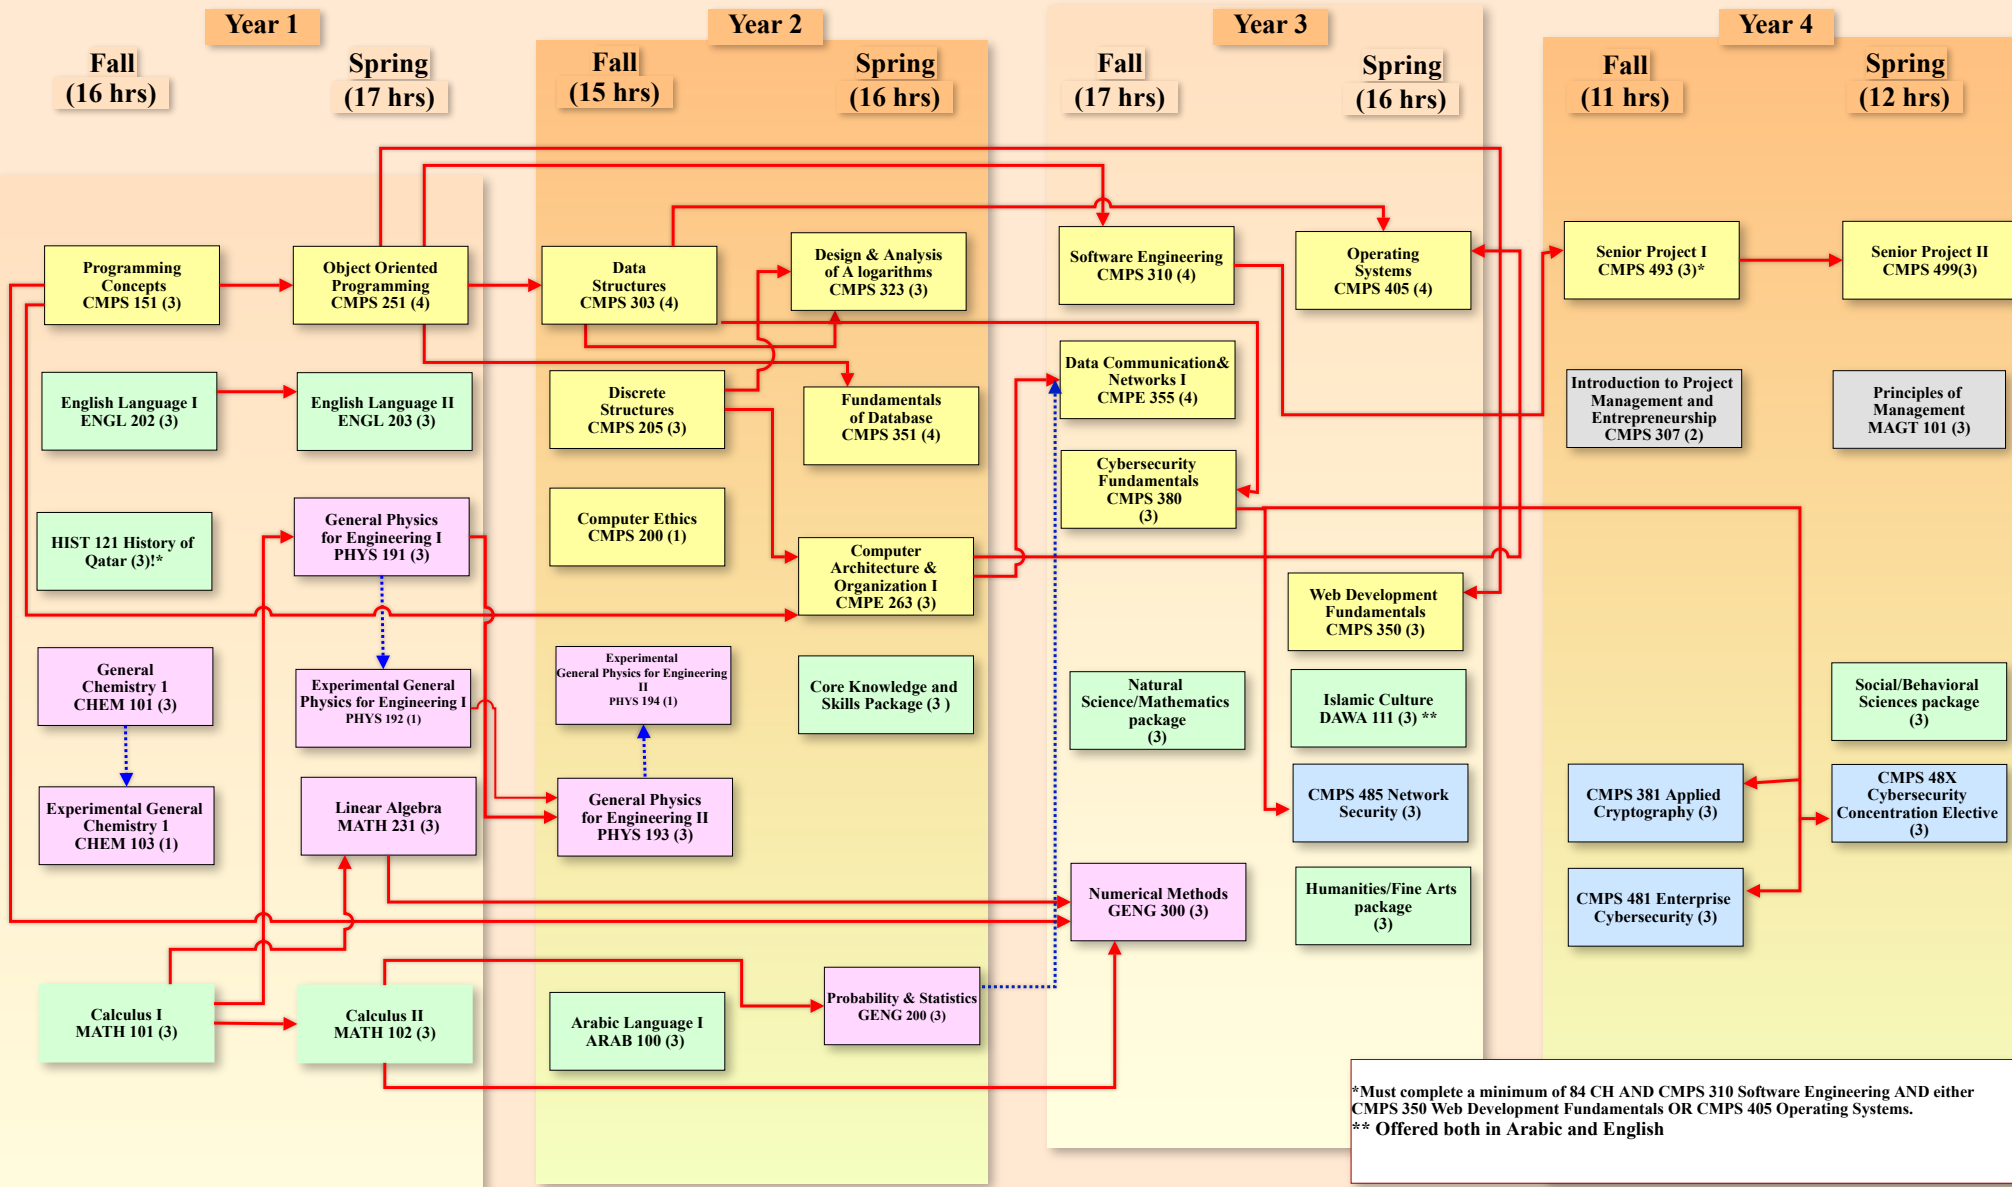 Year 1
Fall
(16 hrs)
Spring
(17 hrs)
Programming
Concepts
CMPS 151 (3)
English Language I
ENGL 202 (3)
HIST 121 History of
Qatar (3)!*
General
Chemistry 1
CHEM 101 (3)
Experimental General
Chemistry 1
CHEM 103 (1)
Calculus I
MATH 101 (3)
Object Oriented
Programming
CMPS 251 (4)
English Language II
ENGL 203 (3)
General Physics
for Engineering I
PHYS 191 (3)
Experimental General
Physics for Engineering I
PHYS 192 (1)
Linear Algebra
MATH 231 (3)
Calculus II
MATH 102 (3)
Year 2
Fall
(15 hrs)
Spring
(16 hrs)
Data
Structures
CMPS 303 (4)
Discrete
Structures
CMPS 205 (3)
Computer Ethics
CMPS 200 (1)
Experimental
General Physics for Engineering
II
PHYS 194 (1)
General Physics
for Engineering II
PHYS 193 (3)
Arabic Language I
ARAB 100 (3)
Design & Analysis
of A logarithms
CMPS 323 (3)
Fundamentals
of Database
CMPS 351 (4)
Computer
Architecture &
Organization I
CMPE 263 (3)
Core Knowledge and
Skills Package (3 )
Probability & Statistics
GENG 200 (3)
Year 3
Fall
(17 hrs)
Spring
(16 hrs)
Software Engineering
CMPS 310 (4)
Data Communication&
Networks I
CMPE 355 (4)
Cybersecurity
Fundamentals
CMPS 380
(3)
Natural
Science/Mathematics
package
(3)
Numerical Methods
GENG 300 (3)
Operating
Systems
CMPS 405 (4)
Web Development
Fundamentals
CMPS 350 (3)
Islamic Culture
DAWA 111 (3) **
CMPS 485 Network
Security (3)
Humanities/Fine Arts
package
(3)
Year 4
Fall
(11 hrs)
Spring
(12 hrs)
Senior Project I
CMPS 493 (3)*
Introduction to Project
Management and
Entrepreneurship
CMPS 307 (2)
CMPS 381 Applied
Cryptography (3)
CMPS 481 Enterprise
Cybersecurity (3)
Senior Project II
CMPS 499(3)
Principles of
Management
MAGT 101 (3)
Social/Behavioral
Sciences package
(3)
CMPS 48X
Cybersecurity
Concentration Elective
(3)
*Must complete a minimum of 84 CH AND CMPS 310 Software Engineering AND either
CMPS 350 Web Development Fundamentals OR CMPS 405 Operating Systems.
** Offered both in Arabic and English